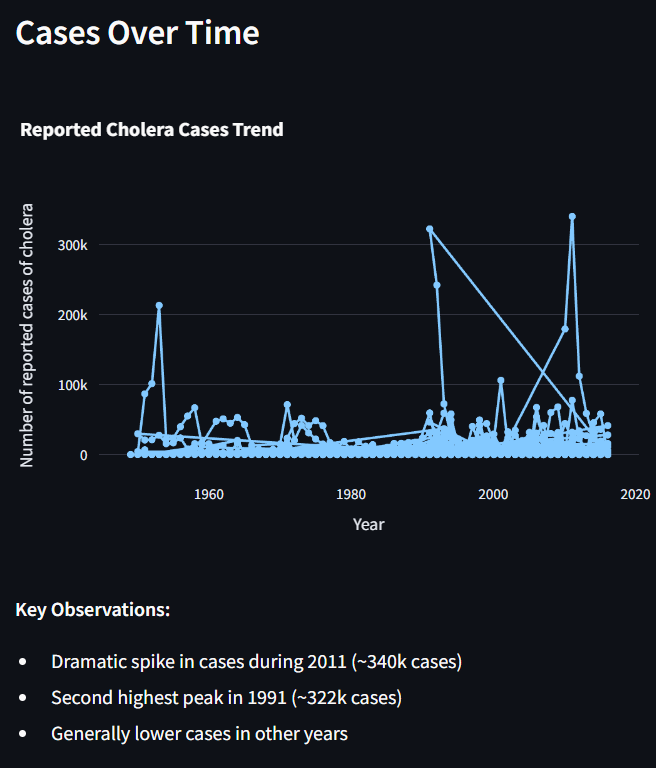 Cases Over Time
Reported Cholera Cases Trend
Number of reported cases of cholera
300k
200k
100k
0
1960
1980
2000
2020
Year
Key Observations:
• Dramatic spike in cases during 2011 (~340k cases)
• Second highest peak in 1991 (~322k cases)
• Generally lower cases in other years